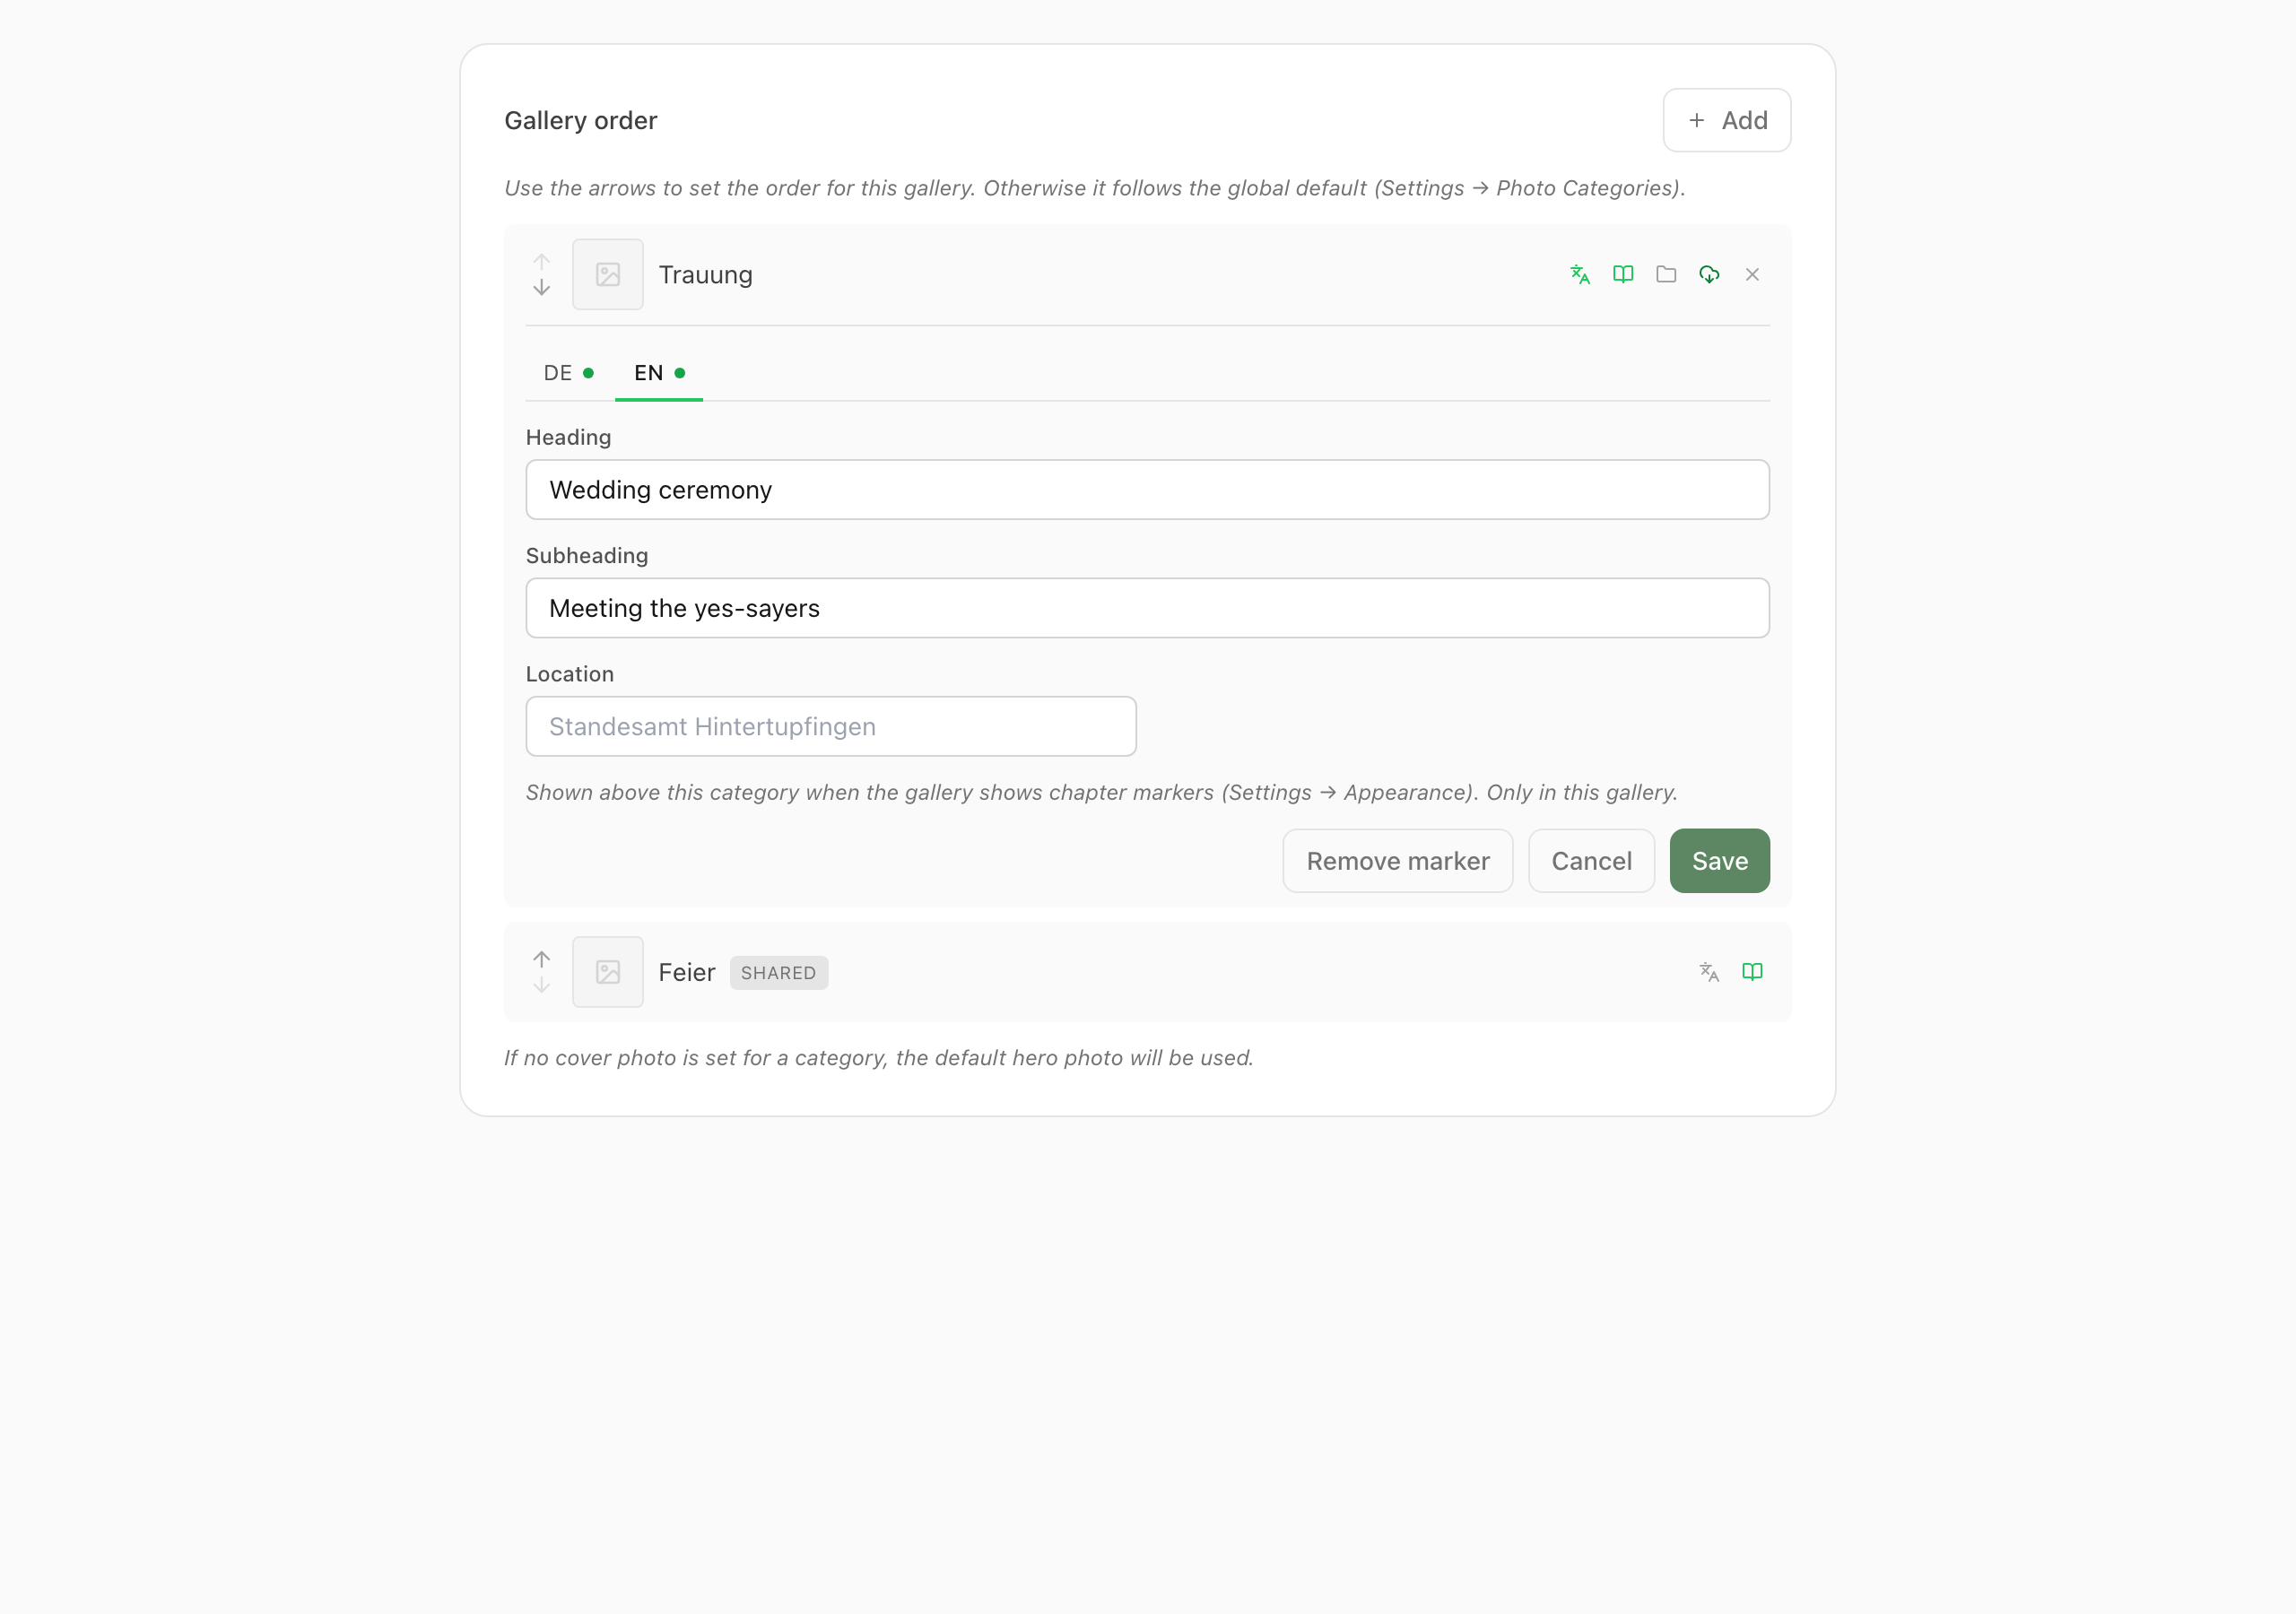 Gallery order
+ Add
Use the arrows to set the order for this gallery. Otherwise it follows the global default (Settings → Photo Categories).
Trauung
DE
EN
Heading
Wedding ceremony
Subheading
Meeting the yes-sayers
Location
Standesamt Hintertupfingen
Shown above this category when the gallery shows chapter markers (Settings → Appearance). Only in this gallery.
Remove marker
Cancel
Save
Feier
SHARED
If no cover photo is set for a category, the default hero photo will be used.